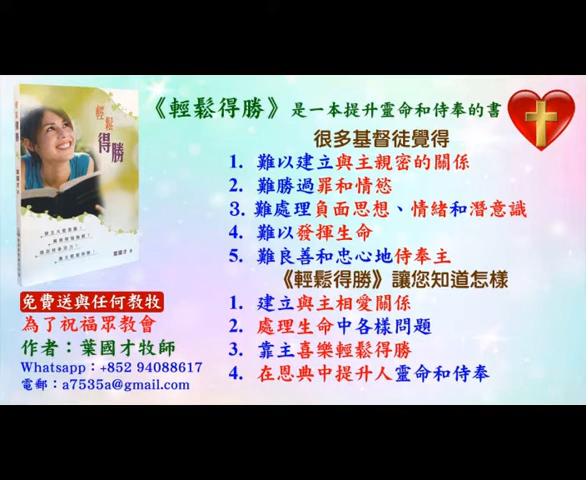 輕鬆
得勝
葉國才 著
《輕鬆得勝》是一本提升靈命和侍奉的書
很多基督徒覺得
1. 難以建立與主親密的關係
2. 難勝過罪和情慾
3. 難處理負面思想、情緒和潛意識
4. 難以發揮生命
5. 難良善和忠心地侍奉主
《輕鬆得勝》讓您知道怎樣
1. 建立與主相愛關係
2. 處理生命中各樣問題
3. 靠主喜樂輕鬆得勝
4. 在恩典中提升人靈命和侍奉
免費送與任何教牧
為了祝福眾教會
作者：葉國才牧師
Whatsapp：+852 94088617
電郵：a7535a@gmail.com